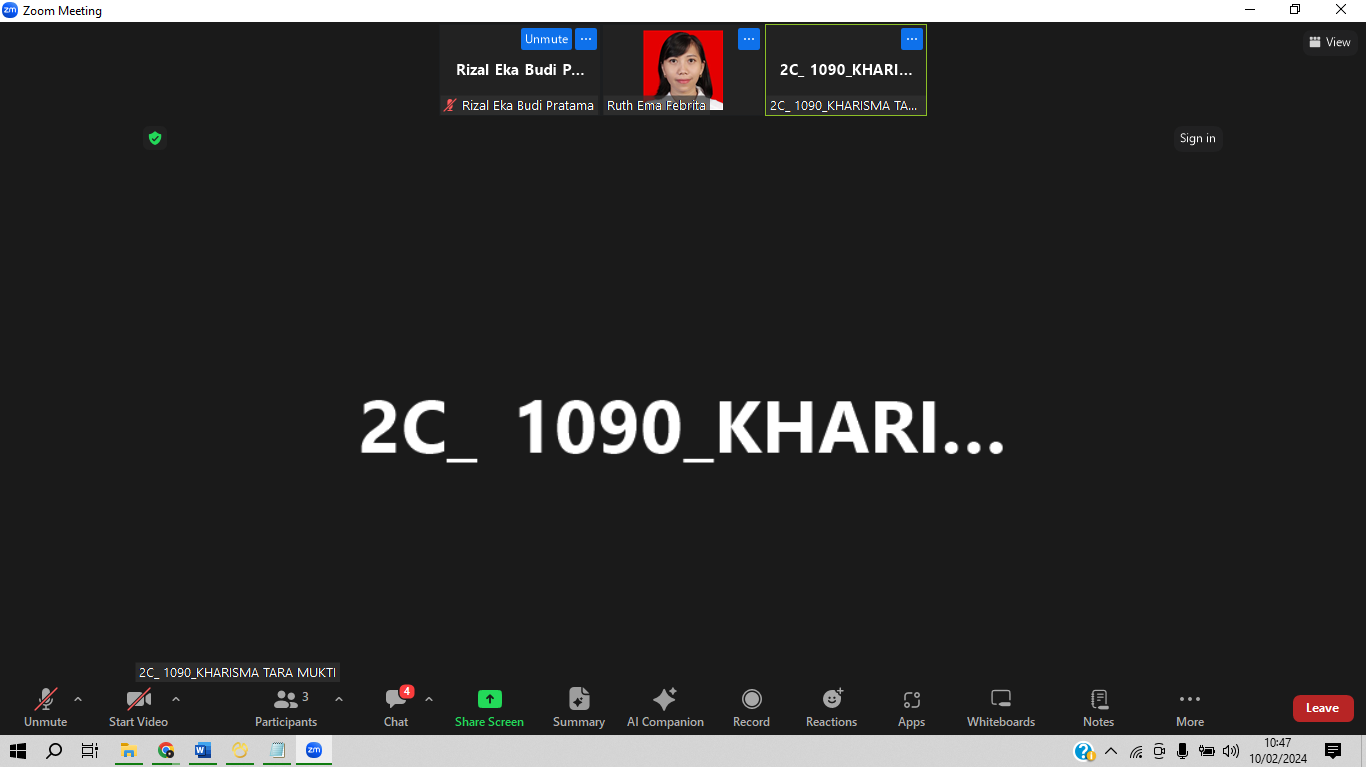 zm Zoom Meeting
Unmute ...
Rizal Eka Budi P...
Rizal Eka Budi Pratama
...
Ruth Ema Febrita
...
2C_ 1090_KHARI...
2C_ 1090_KHARISMA TA...
View
Sign in
2C_ 1090_KHARI...
2C_ 1090_KHARISMA TARA MUKTI
Unmute
Start Video
3
Participants
4
Chat
Share Screen
Summary
AI Companion
Record
Reactions
Apps
Whiteboards
Notes
More
Leave
W
zm
10:47
10/02/2024